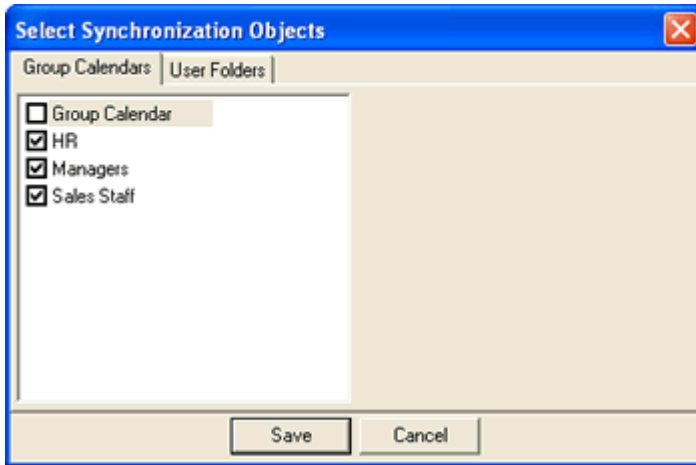 Select Synchronization Objects
Group Calendars User Folders
Group Calendar
HR
Managers
Sales Staff
Save Cancel